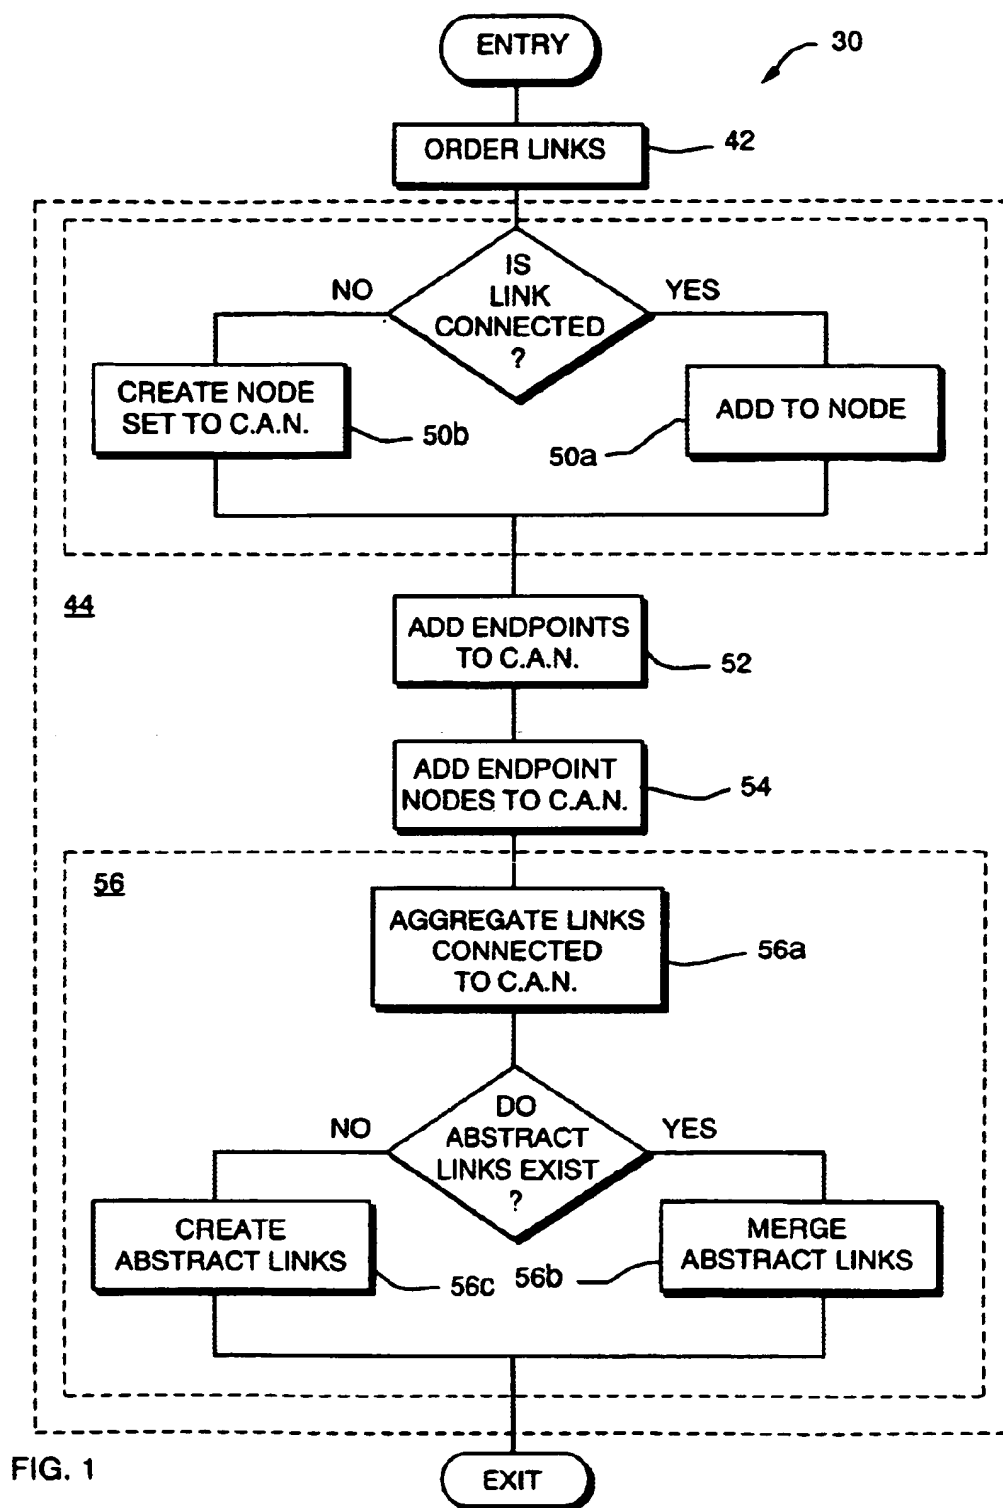 ENTRY
30
ORDER LINKS
42
IS
LINK
CONNECTED
?
NO
YES
CREATE NODE
SET TO C.A.N.
50b
ADD TO NODE
50a
44
ADD ENDPOINTS
TO C.A.N.
52
ADD ENDPOINT
NODES TO C.A.N.
54
56
AGGREGATE LINKS
CONNECTED
TO C.A.N.
56a
DO
ABSTRACT
LINKS EXIST
?
NO
YES
CREATE
ABSTRACT LINKS
56c
MERGE
ABSTRACT LINKS
56b
EXIT
FIG. 1